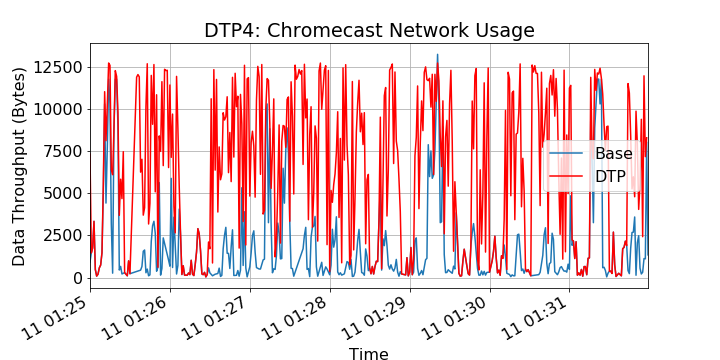 DTP4: Chromecast Network Usage
Data Throughput (Bytes)
12500
10000
7500
5000
2500
0
Base
DTP
11 01:25
11 01:26
11 01:27
11 01:28
11 01:29
11 01:30
11 01:31
Time